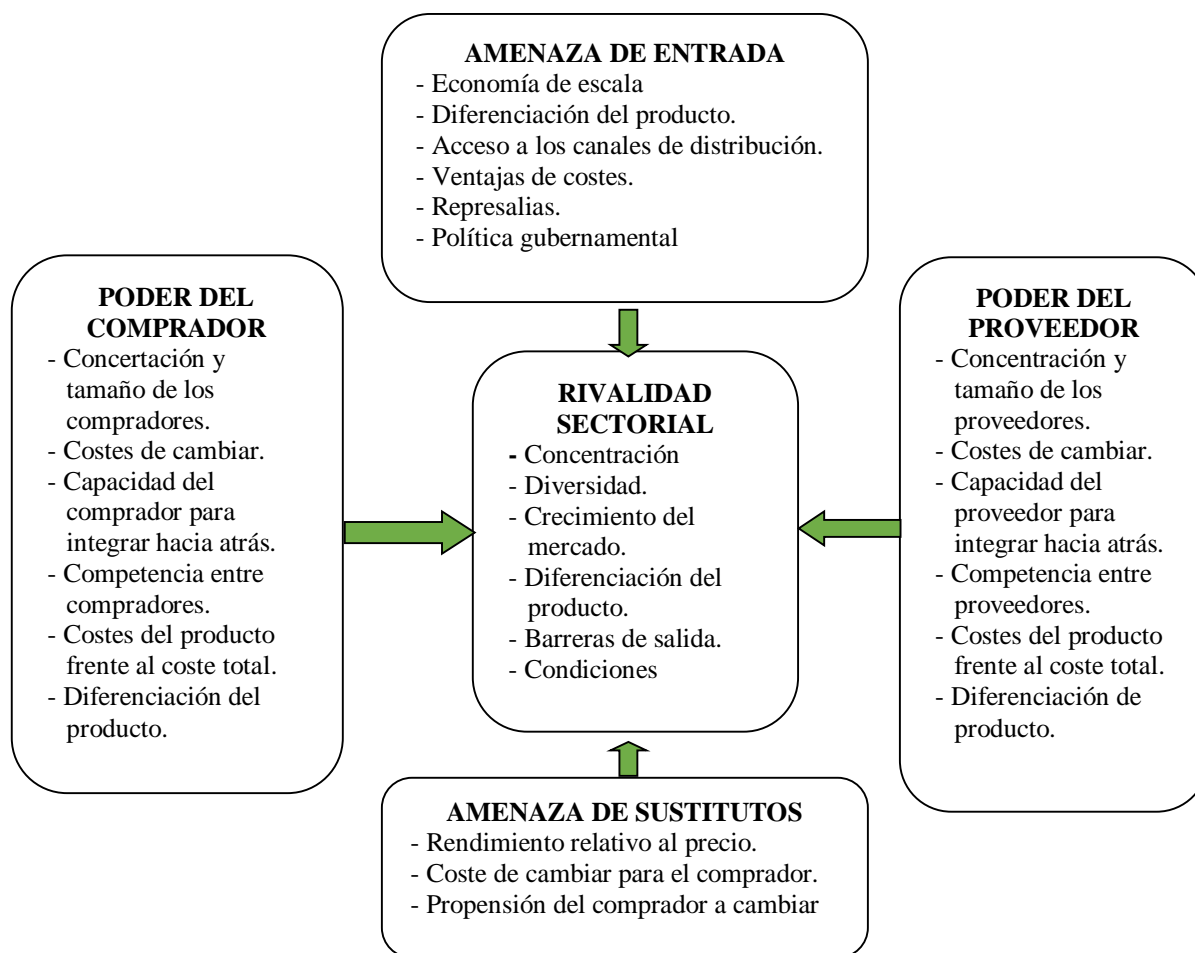 AMENAZA DE ENTRADA
- Economía de escala
- Diferenciación del producto.
- Acceso a los canales de distribución.
- Ventajas de costes.
- Represalias.
- Política gubernamental
PODER DEL
COMPRADOR
- Concertación y
tamaño de los
compradores.
- Costes de cambiar.
- Capacidad del
comprador para
integrar hacia atrás.
- Competencia entre
compradores.
- Costes del producto
frente al coste total.
- Diferenciación del
producto.
RIVALIDAD
SECTORIAL
- Concentración
- Diversidad.
- Crecimiento del
mercado.
- Diferenciación del
producto.
- Barreras de salida.
- Condiciones
PODER DEL
PROVEEDOR
- Concentración y
tamaño de los
proveedores.
- Costes de cambiar.
- Capacidad del
proveedor para
integrar hacia atrás.
- Competencia entre
proveedores.
- Costes del producto
frente al coste total.
- Diferenciación de
producto.
AMENAZA DE SUSTITUTOS
- Rendimiento relativo al precio.
- Coste de cambiar para el comprador.
- Propensión del comprador a cambiar